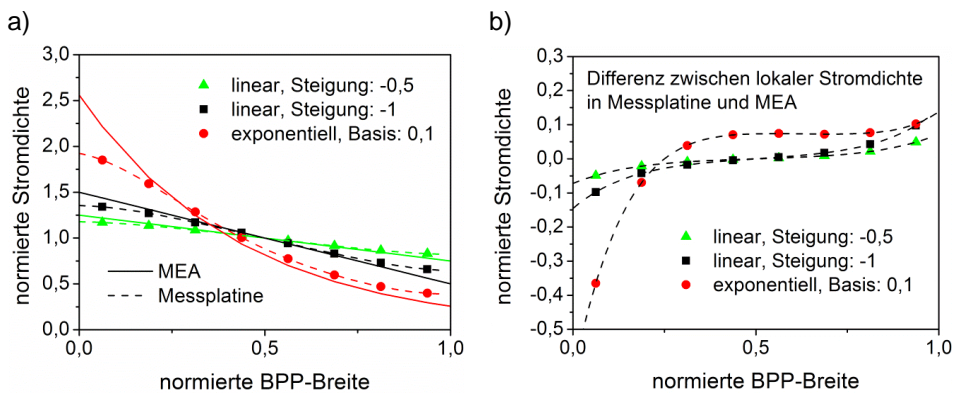 a)
3,0
2,5
2,0
1,5
1,0
0,5
0,0
normierte Stromdichte
linear, Steigung: -0,5
linear, Steigung: -1
exponentiell, Basis: 0,1
MEA
Messplatine
0,0 0,5 1,0
normierte BPP-Breite
b)
0,3
0,2
0,1
0,0
-0,1
-0,2
-0,3
-0,4
-0,5
normierte Stromdichte
Differenz zwischen lokaler Stromdichte
in Messplatine und MEA
linear, Steigung: -0,5
linear, Steigung: -1
exponentiell, Basis: 0,1
0,0 0,5 1,0
normierte BPP-Breite